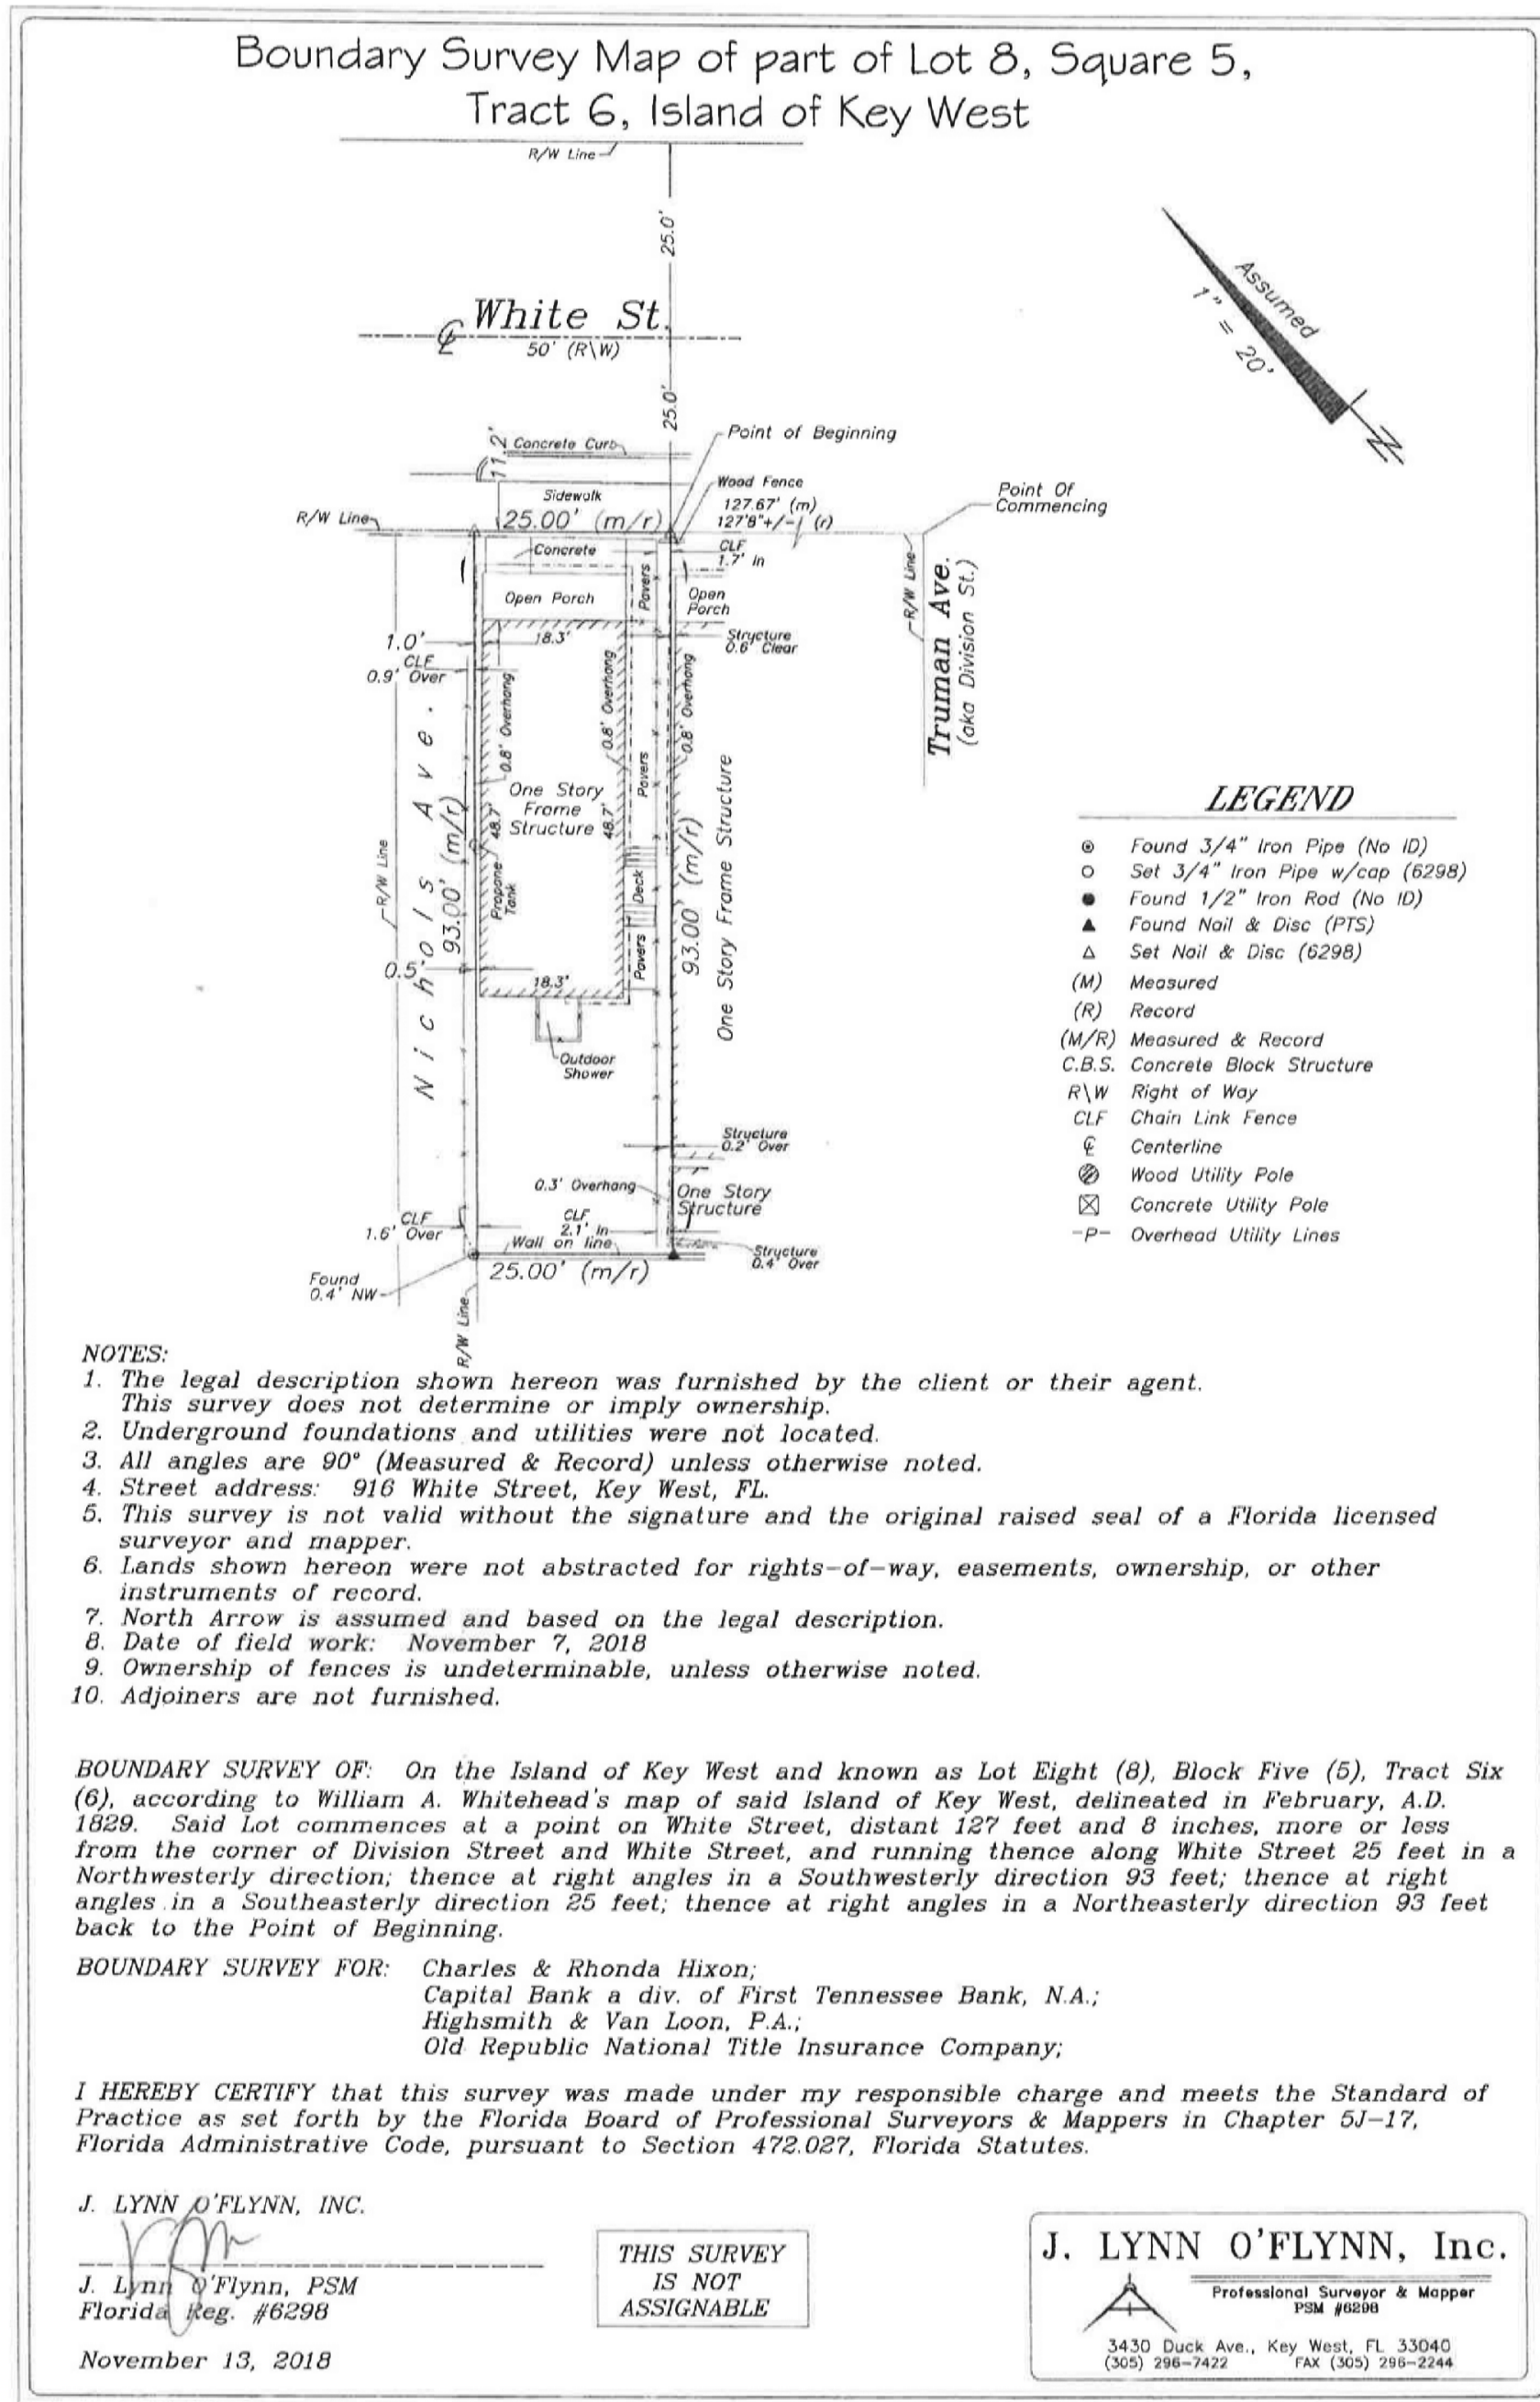 Boundary Survey Map of part of Lot 8, Square 5,
Tract 6, Island of Key West
R/W Line
25.0'
White St.
℄
50' (R\W)
25.0'
Point of Beginning
11.2'
Concrete Curb
Wood Fence
Sidewalk
127.67' (m)
127'8"+/- (r)
Point Of
Commencing
R/W Line
25.00' (m/r)
Concrete
CLF
1.7' In
Open Porch
Pavers
Open
Porch
R/W Line
Truman Ave.
(aka Division St.)
1.0'
18.3'
Structure
0.6' Clear
CLF
0.9' Over
0.8' Overhang
0.8' Overhang
0.8' Overhang
One Story
Frame
Structure
48.7'
48.7'
Pavers
Propane
Tank
Deck
Pavers
Nichols Ave.
R/W Line
93.00' (m/r)
93.00' (m/r)
One Story Frame Structure
0.5'
18.3'
Outdoor
Shower
Structure
0.2' Over
0.3' Overhang
One Story
Structure
CLF
1.6' Over
CLF
2.1' In
Wall on line
Structure
0.4' Over
25.00' (m/r)
Found
0.4' NW
R/W Line
Assumed
1" = 20'
N
LEGEND
Found 3/4" Iron Pipe (No ID)
Set 3/4" Iron Pipe w/cap (6298)
Found 1/2" Iron Rod (No ID)
Found Nail & Disc (PTS)
Set Nail & Disc (6298)
(M) Measured
(R) Record
(M/R) Measured & Record
C.B.S. Concrete Block Structure
R\W Right of Way
CLF Chain Link Fence
℄ Centerline
Wood Utility Pole
Concrete Utility Pole
-P- Overhead Utility Lines
NOTES:
1. The legal description shown hereon was furnished by the client or their agent.
This survey does not determine or imply ownership.
2. Underground foundations and utilities were not located.
3. All angles are 90° (Measured & Record) unless otherwise noted.
4. Street address: 916 White Street, Key West, FL.
5. This survey is not valid without the signature and the original raised seal of a Florida licensed
surveyor and mapper.
6. Lands shown hereon were not abstracted for rights-of-way, easements, ownership, or other
instruments of record.
7. North Arrow is assumed and based on the legal description.
8. Date of field work: November 7, 2018
9. Ownership of fences is undeterminable, unless otherwise noted.
10. Adjoiners are not furnished.
BOUNDARY SURVEY OF: On the Island of Key West and known as Lot Eight (8), Block Five (5), Tract Six
(6), according to William A. Whitehead's map of said Island of Key West, delineated in February, A.D.
1829. Said Lot commences at a point on White Street, distant 127 feet and 8 inches, more or less
from the corner of Division Street and White Street, and running thence along White Street 25 feet in a
Northwesterly direction; thence at right angles in a Southwesterly direction 93 feet; thence at right
angles in a Southeasterly direction 25 feet; thence at right angles in a Northeasterly direction 93 feet
back to the Point of Beginning.
BOUNDARY SURVEY FOR: Charles & Rhonda Hixon;
Capital Bank a div. of First Tennessee Bank, N.A.;
Highsmith & Van Loon, P.A.;
Old Republic National Title Insurance Company;
I HEREBY CERTIFY that this survey was made under my responsible charge and meets the Standard of
Practice as set forth by the Florida Board of Professional Surveyors & Mappers in Chapter 5J-17,
Florida Administrative Code, pursuant to Section 472.027, Florida Statutes.
J. LYNN O'FLYNN, INC.
J. Lynn O'Flynn, PSM
Florida Reg. #6298
November 13, 2018
THIS SURVEY
IS NOT
ASSIGNABLE
J. LYNN O'FLYNN, Inc.
Professional Surveyor & Mapper
PSM #6298
3430 Duck Ave., Key West, FL 33040
(305) 296-7422 FAX (305) 296-2244